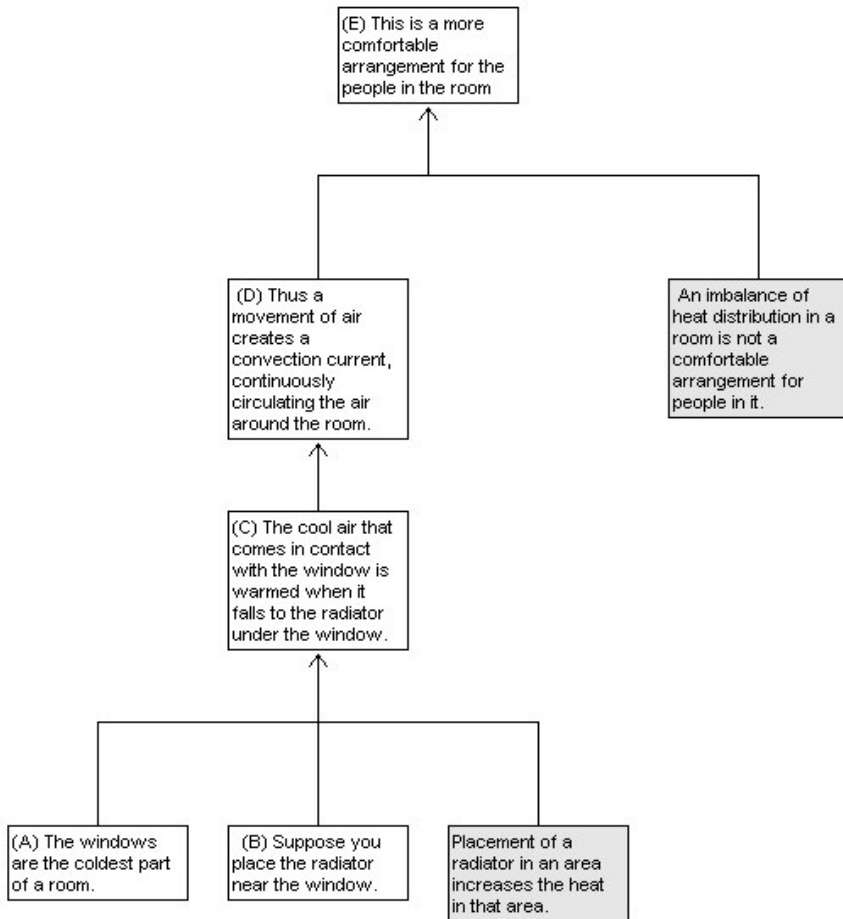 (E) This is a more
comfortable
arrangement for the
people in the room
(D) Thus a
movement of air
creates a
convection current,
continuously
circulating the air
around the room.
An imbalance of
heat distribution in a
room is not a
comfortable
arrangement for
people in it.
(C) The cool air that
comes in contact
with the window is
warmed when it
falls to the radiator
under the window.
(A) The windows
are the coldest part
of a room.
(B) Suppose you
place the radiator
near the window.
Placement of a
radiator in an area
increases the heat
in that area.